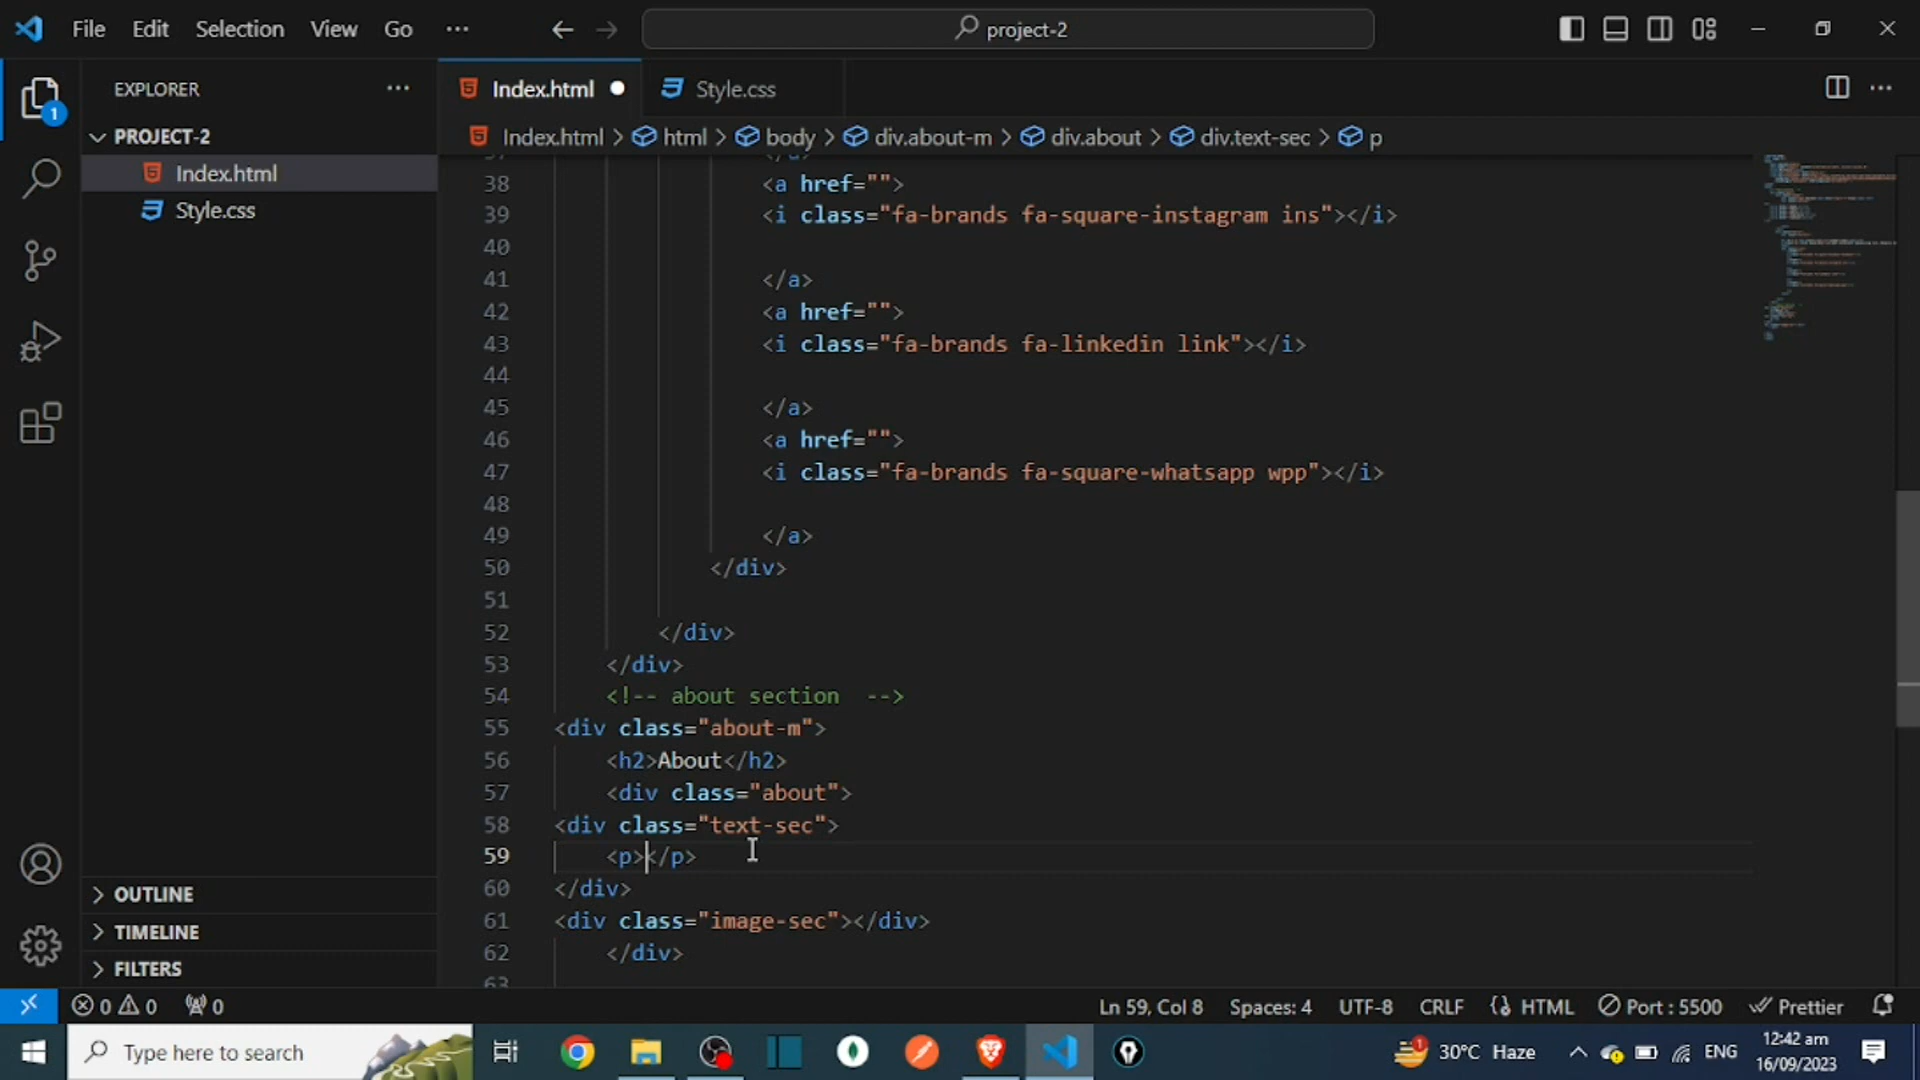 File Edit Selection View Go ··· project-2
EXPLORER ···
Index.html Style.css
PROJECT-2
Index.html > html > body > div.about-m > div.about > div.text-sec > p
Index.html
Style.css
1
38 <a href="">
39 <i class="fa-brands fa-square-instagram ins"></i>
40
41 </a>
42 <a href="">
43 <i class="fa-brands fa-linkedin link"></i>
44
45 </a>
46 <a href="">
47 <i class="fa-brands fa-square-whatsapp wpp"></i>
48
49 </a>
50 </div>
51
52 </div>
53 </div>
54 <!-- about section -->
55 <div class="about-m">
56 <h2>About</h2>
57 <div class="about">
58 <div class="text-sec">
59 <p></p>
60 </div>
61 <div class="image-sec"></div>
62 </div>
OUTLINE
TIMELINE
FILTERS
0 0 0 Ln 59, Col 8 Spaces: 4 UTF-8 CRLF HTML Port : 5500 Prettier
Type here to search 1 30°C Haze ENG 12:42 am
16/09/2023